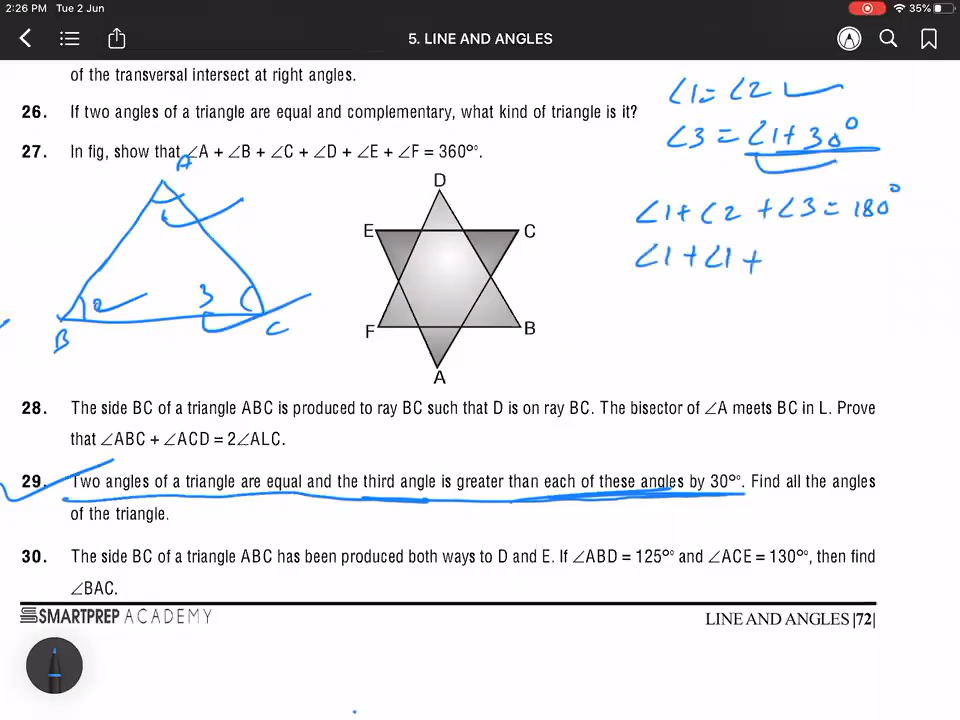 2:26 PM Tue 2 Jun
35%
5. LINE AND ANGLES
of the transversal intersect at right angles.
26. If two angles of a triangle are equal and complementary, what kind of triangle is it?
27. In fig, show that ∠A + ∠B + ∠C + ∠D + ∠E + ∠F = 360°°.
∠1 = ∠2
∠3 = ∠1 + 30°
∠1 + ∠2 + ∠3 = 180°
∠1 + ∠1 +
A
2
3
B
C
D
E
C
F
B
A
28. The side BC of a triangle ABC is produced to ray BC such that D is on ray BC. The bisector of ∠A meets BC in L. Prove
that ∠ABC + ∠ACD = 2∠ALC.
29. Two angles of a triangle are equal and the third angle is greater than each of these angles by 30°°. Find all the angles
of the triangle.
30. The side BC of a triangle ABC has been produced both ways to D and E. If ∠ABD = 125°° and ∠ACE = 130°°, then find
∠BAC.
SMARTPREP ACADEMY
LINE AND ANGLES |72|